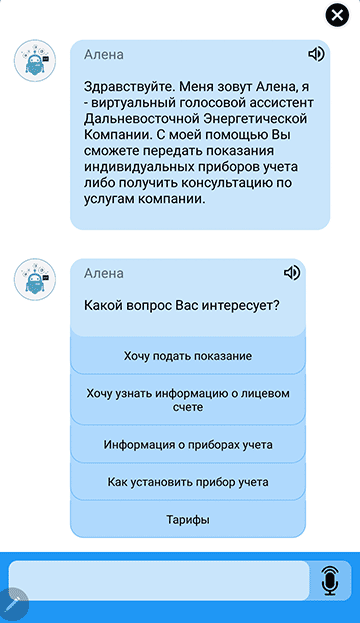 Алена
Здравствуйте. Меня зовут Алена, я
- виртуальный голосовой ассистент
Дальневосточной Энергетической
Компании. С моей помощью Вы
сможете передать показания
индивидуальных приборов учета
либо получить консультацию по
услугам компании.
Алена
Какой вопрос Вас интересует?
Хочу подать показание
Хочу узнать информацию о лицевом
счете
Информация о приборах учета
Как установить прибор учета
Тарифы